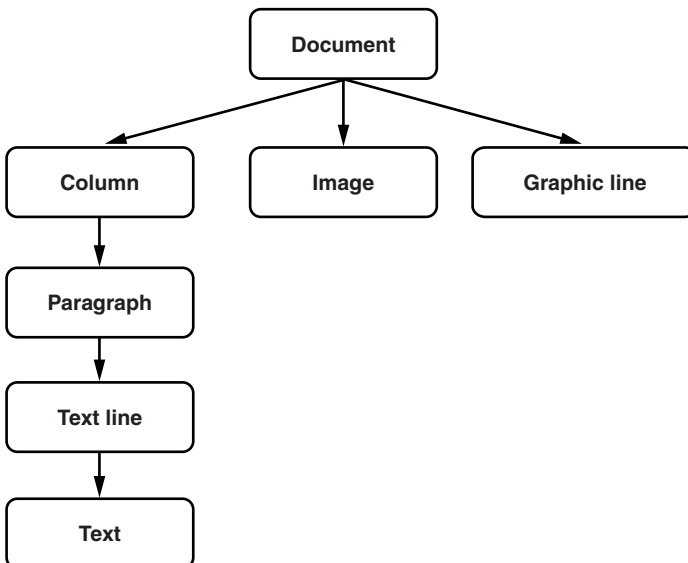 Document
Column
Image
Graphic line
Paragraph
Text line
Text